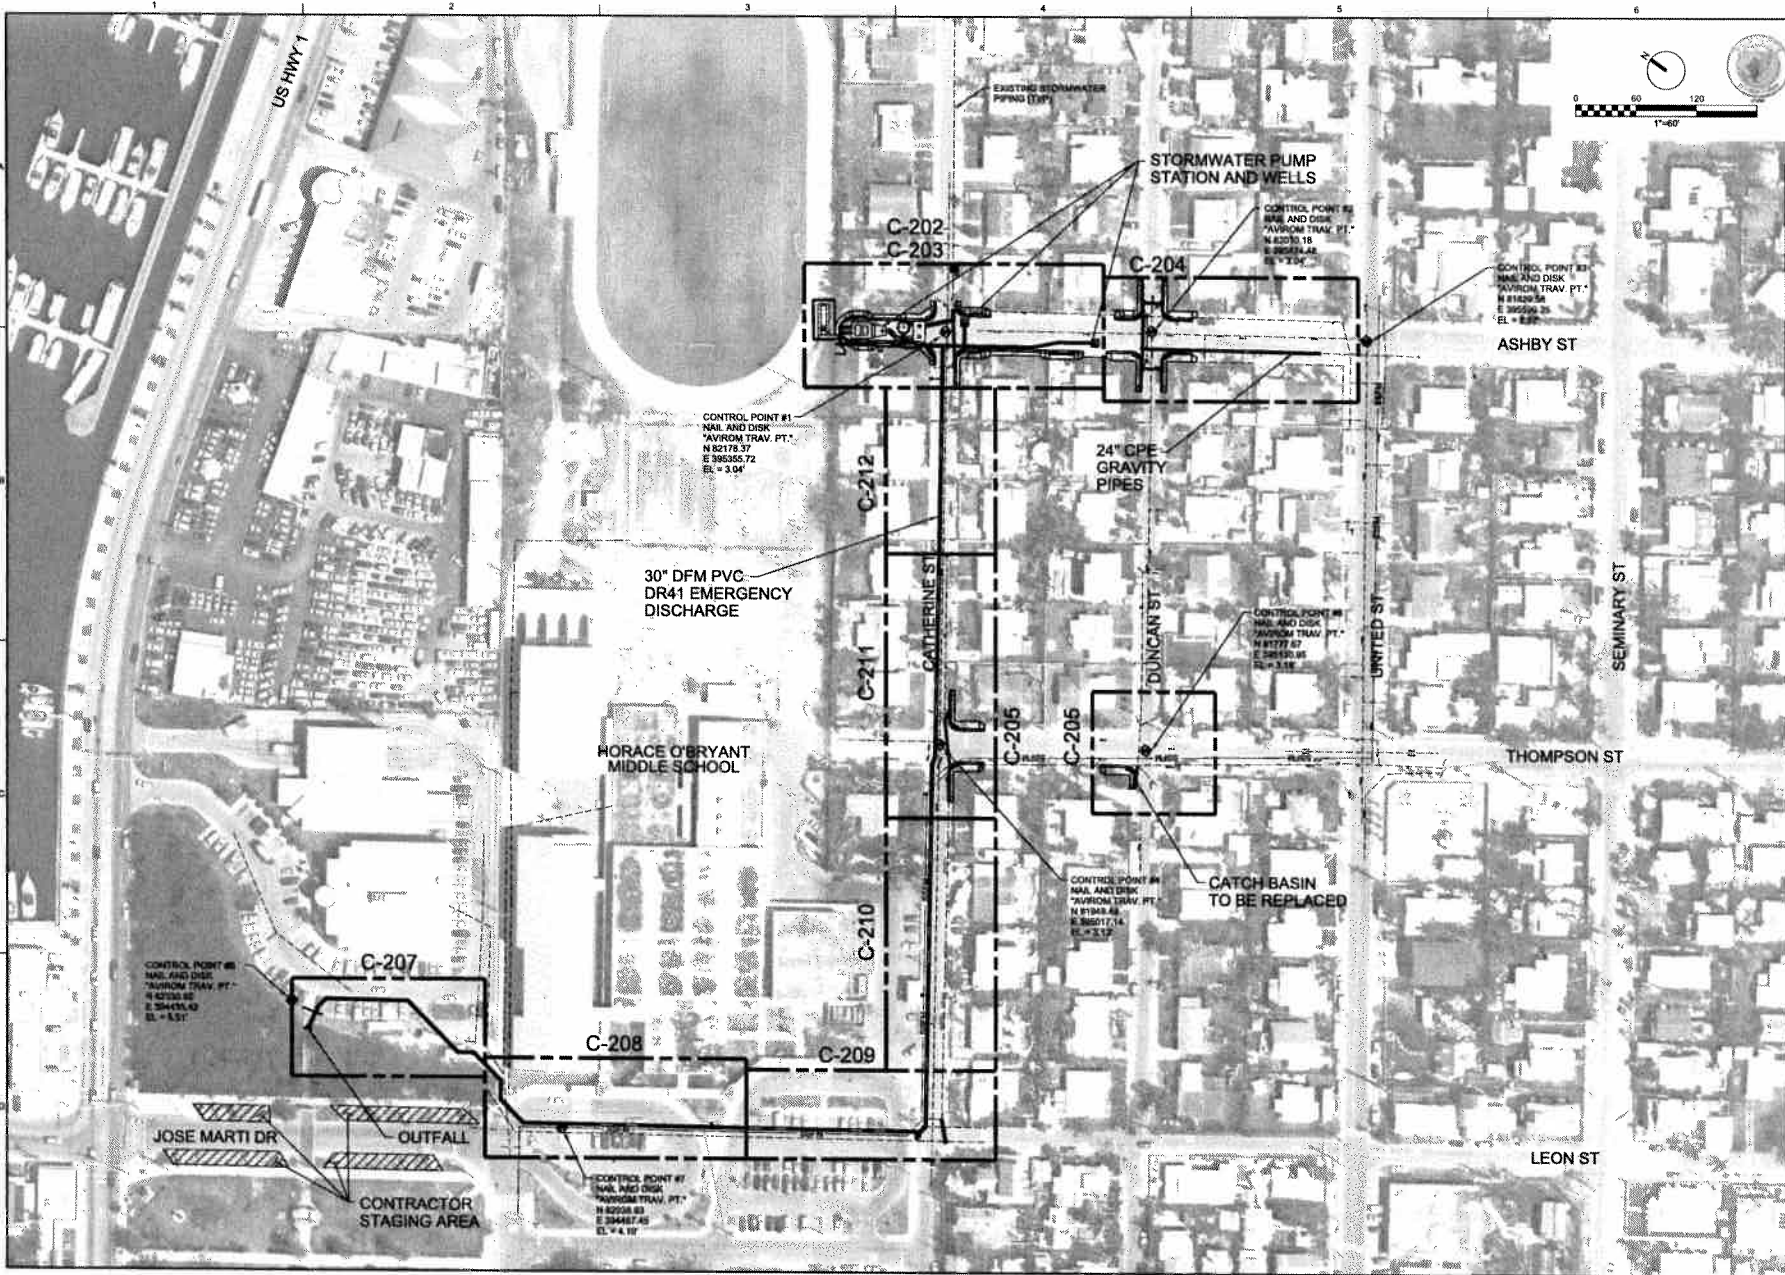 1
2
3
4
5
6
US HWY 1
N
0
60
120
1"=60'
EXISTING STORMWATER
PIPING (TYP)
STORMWATER PUMP
STATION AND WELLS
C-202
C-203
C-204
CONTROL POINT #2
NAIL AND DISK
"AVIROM TRAV. PT."
CONTROL POINT #3
NAIL AND DISK
"AVIROM TRAV. PT."
ASHBY ST
CONTROL POINT #1
NAIL AND DISK
"AVIROM TRAV. PT."
N 82178.37
E 395355.72
EL = 3.04'
24" CPE
GRAVITY
PIPES
C-212
30" DFM PVC
DR41 EMERGENCY
DISCHARGE
CATHERINE ST
DUNCAN ST
UNITED ST
SEMINARY ST
C-211
NAIL AND DISK
"AVIROM TRAV. PT."
HORACE O'BRYANT
MIDDLE SCHOOL
C-205
C-205
THOMPSON ST
CONTROL POINT
NAIL AND DISK
"AVIROM TRAV. PT."
CATCH BASIN
TO BE REPLACED
C-210
C-207
CONTROL POINT
NAIL AND DISK
"AVIROM TRAV. PT."
C-208
C-209
JOSE MARTI DR
OUTFALL
LEON ST
CONTRACTOR
STAGING AREA
CONTROL POINT #7
NAIL AND DISK
"AVIROM TRAV. PT."